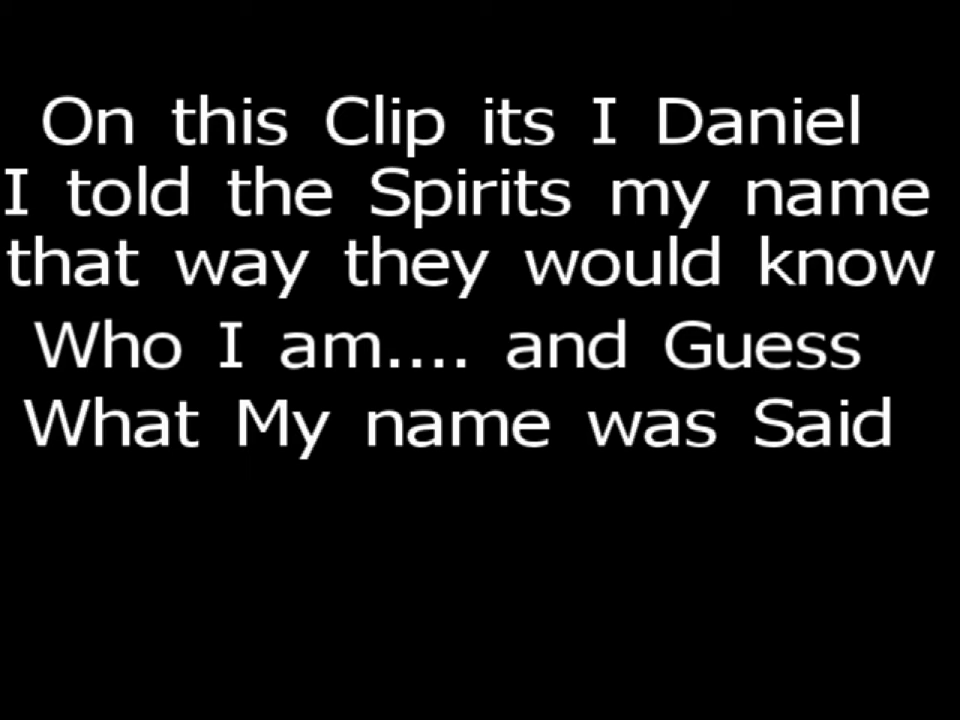 On this Clip its I Daniel
I told the Spirits my name
that way they would know
Who I am.... and Guess
What My name was Said